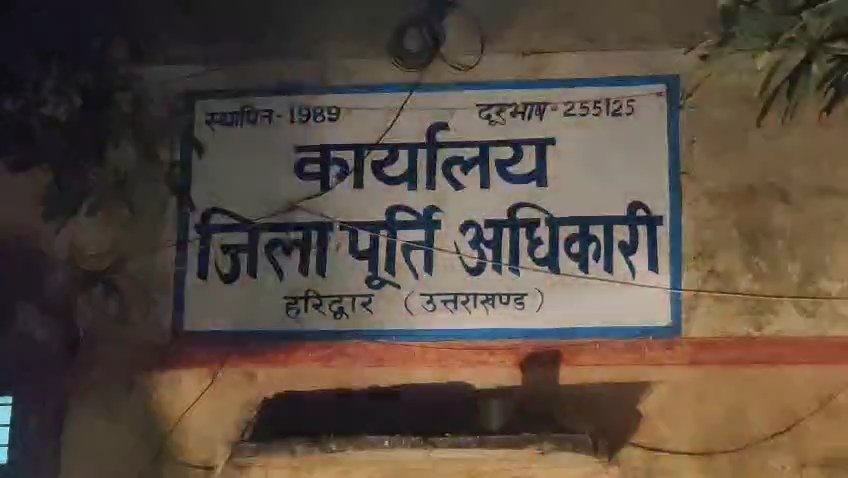 स्थापित-1989 दूरभाष-255125
कार्यालय
जिला पूर्ति अधिकारी
हरिद्वार (उत्तराखण्ड)